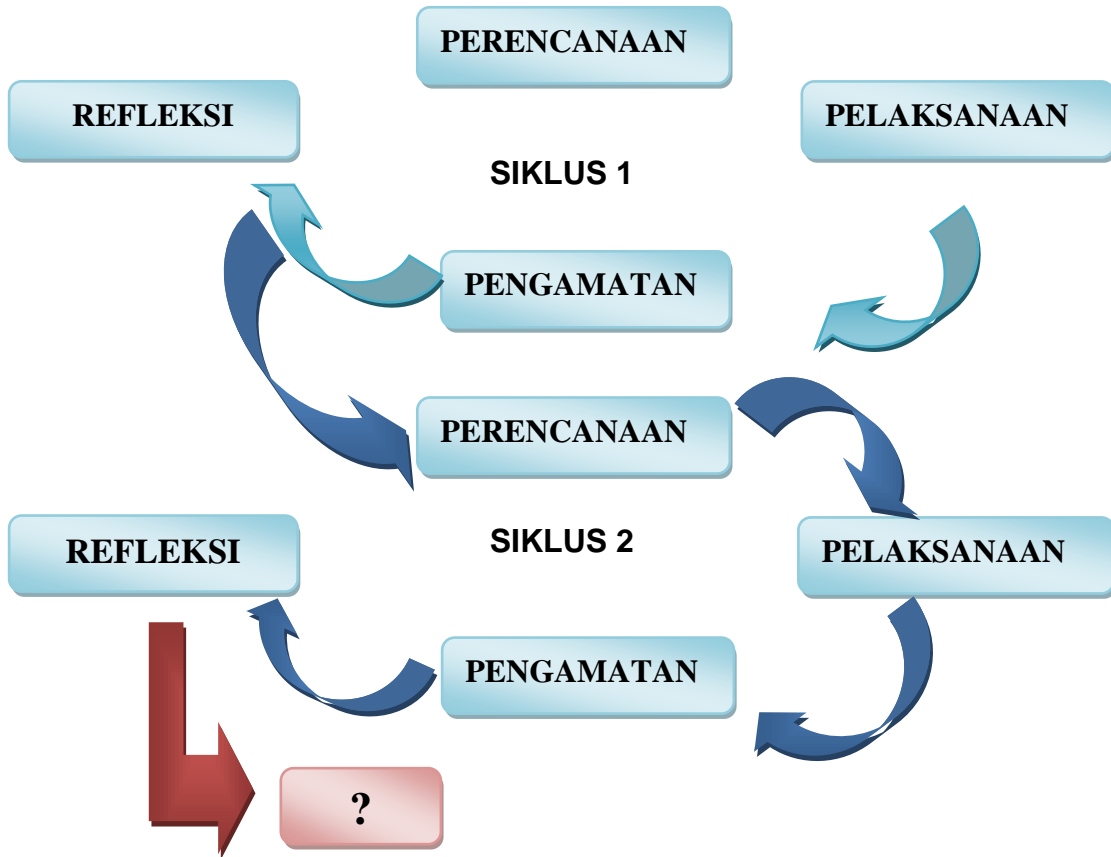 PERENCANAAN
REFLEKSI
PELAKSANAAN
SIKLUS 1
PENGAMATAN
PERENCANAAN
SIKLUS 2
REFLEKSI
PELAKSANAAN
PENGAMATAN
?